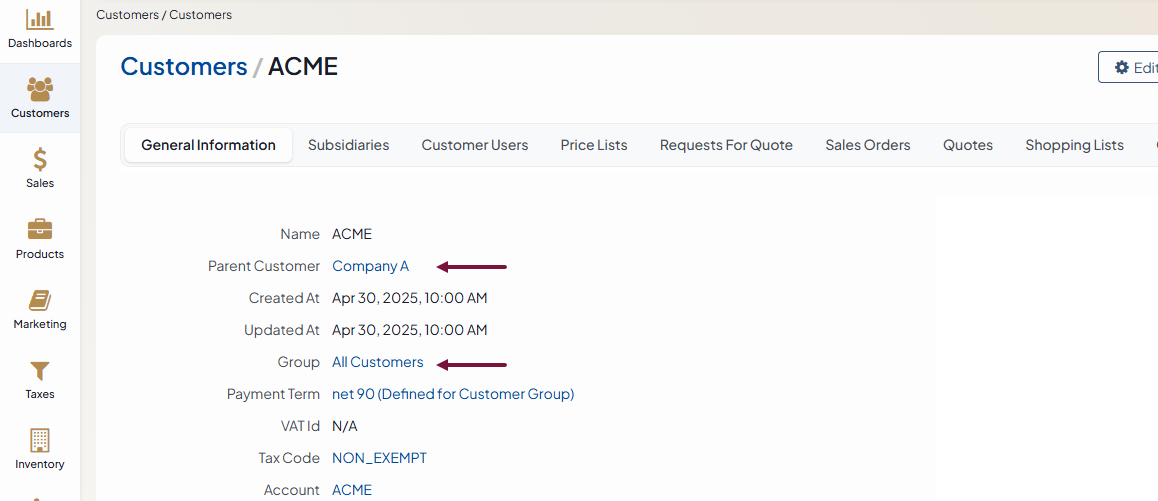 Customers / Customers
Dashboards
Customers
Sales
Products
Marketing
Taxes
Inventory
Customers / ACME
Edit
General Information Subsidiaries Customer Users Price Lists Requests For Quote Sales Orders Quotes Shopping Lists
Name ACME
Parent Customer Company A
Created At Apr 30, 2025, 10:00 AM
Updated At Apr 30, 2025, 10:00 AM
Group All Customers
Payment Term net 90 (Defined for Customer Group)
VAT Id N/A
Tax Code NON_EXEMPT
Account ACME